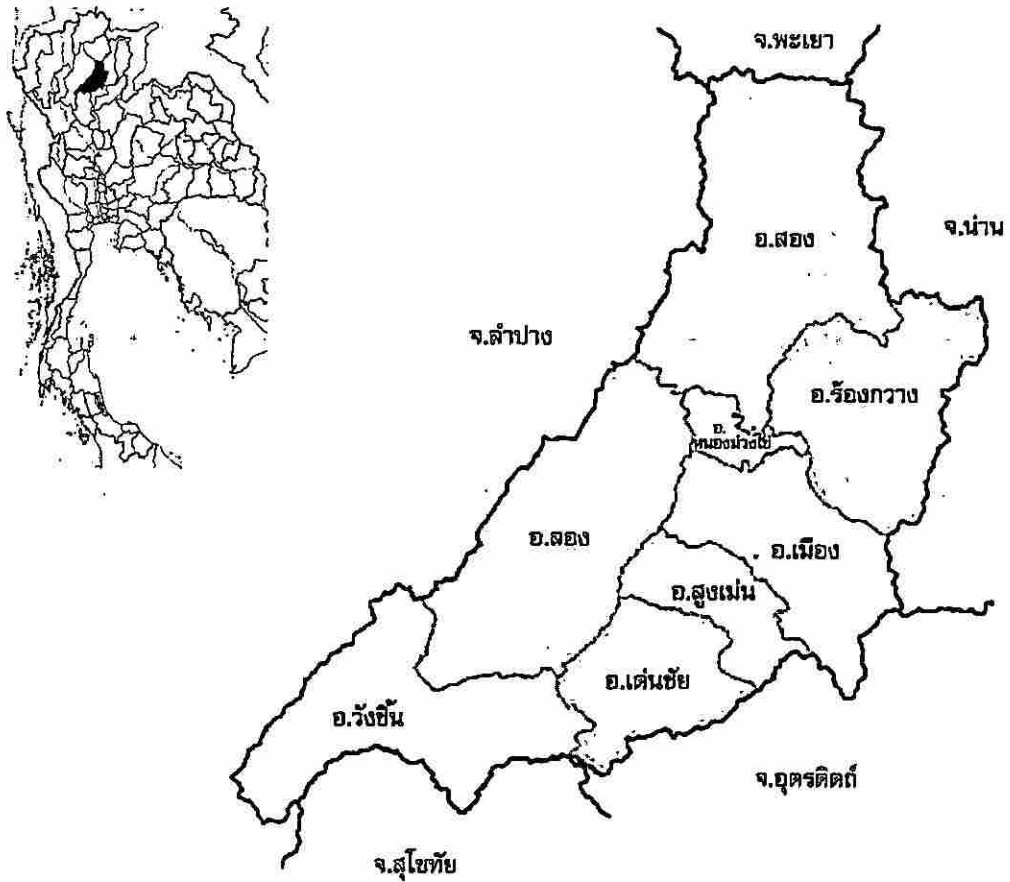 จ.พะเยา
อ.สอง
จ.น่าน
จ.ลำปาง
อ.ร้องกวาง
อ.
หนองม่วงไข่
อ.ลอง
อ.เมือง
อ.สูงเม่น
อ.เด่นชัย
อ.วังชิ้น
จ.อุตรดิตถ์
จ.สุโขทัย